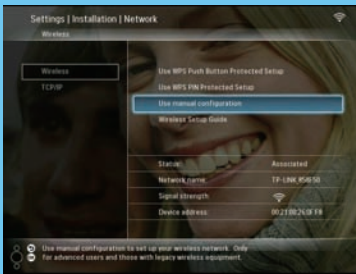 Settings | Installation | Network
Wireless
Wireless
TCP/IP
Use WPS Push Button Protected Setup
Use WPS PIN Protected Setup
Use manual configuration
Wireless Setup Guide
Status: Associated
Network name:
Signal strength
Device address:
Use manual configuration to set up your wireless network. Only
for advanced users and those with legacy wireless equipment.